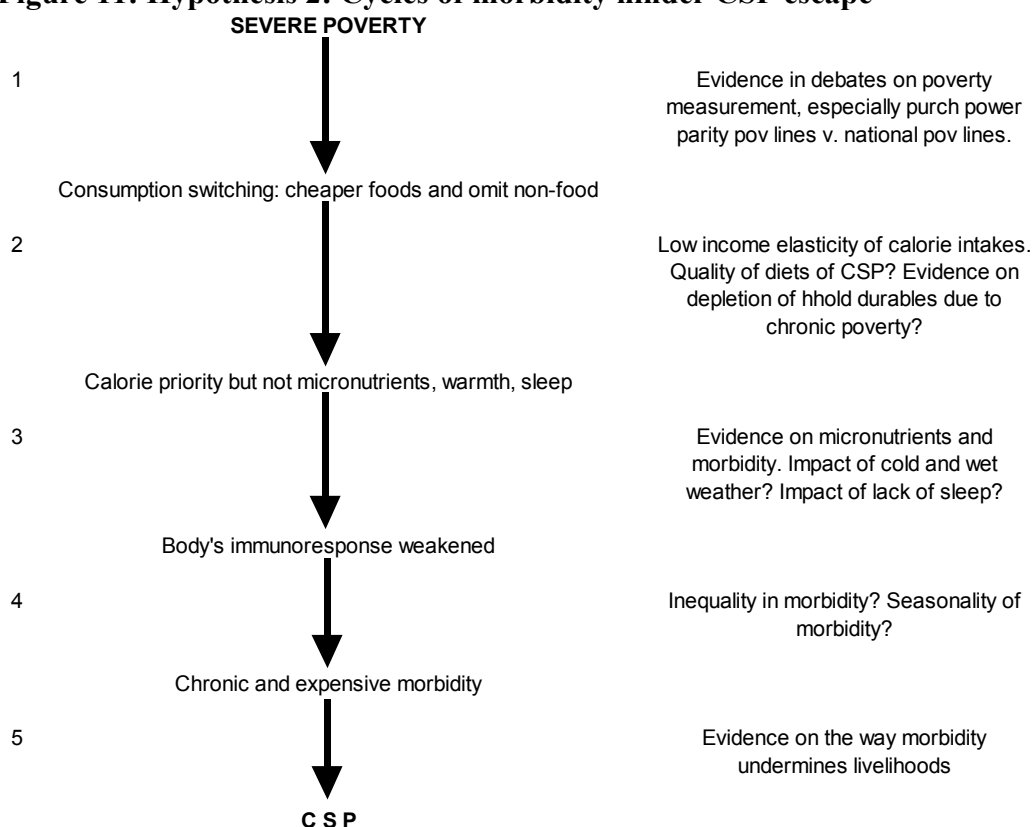 Figure 11: Hypothesis 2: Cycles of morbidity hinder CSP escape
SEVERE POVERTY
1
Evidence in debates on poverty
measurement, especially purch power
parity pov lines v. national pov lines.
Consumption switching: cheaper foods and omit non-food
2
Low income elasticity of calorie intakes.
Quality of diets of CSP? Evidence on
depletion of hhold durables due to
chronic poverty?
Calorie priority but not micronutrients, warmth, sleep
3
Evidence on micronutrients and
morbidity. Impact of cold and wet
weather? Impact of lack of sleep?
Body's immunoresponse weakened
4
Inequality in morbidity? Seasonality of
morbidity?
Chronic and expensive morbidity
5
Evidence on the way morbidity
undermines livelihoods
C S P